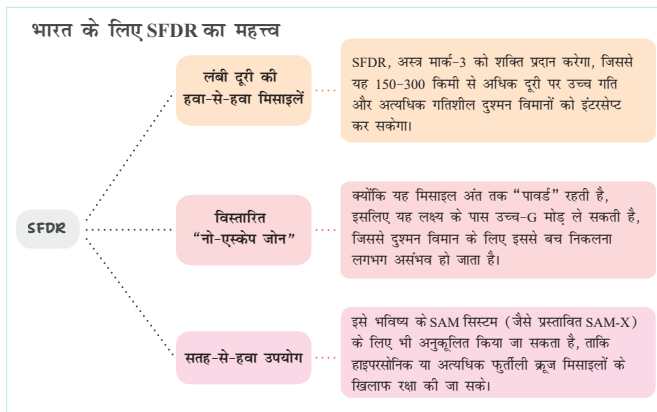 भारत के लिए SFDR का महत्त्व
लंबी दूरी की
हवा-से-हवा मिसाइलें
SFDR, अस्त्र मार्क-3 को शक्ति प्रदान करेगा, जिससे
यह 150-300 किमी से अधिक दूरी पर उच्च गति
और अत्यधिक गतिशील दुश्मन विमानों को इंटरसेप्ट
कर सकेगा।
SFDR
विस्तारित
“नो-एस्केप जोन”
क्योंकि यह मिसाइल अंत तक “पावर्ड” रहती है,
इसलिए यह लक्ष्य के पास उच्च-G मोड़ ले सकती है,
जिससे दुश्मन विमान के लिए इससे बच निकलना
लगभग असंभव हो जाता है।
सतह-से-हवा उपयोग
इसे भविष्य के SAM सिस्टम (जैसे प्रस्तावित SAM-X)
के लिए भी अनुकूलित किया जा सकता है, ताकि
हाइपरसोनिक या अत्यधिक फुर्तीली क्रूज मिसाइलों के
खिलाफ रक्षा की जा सके।